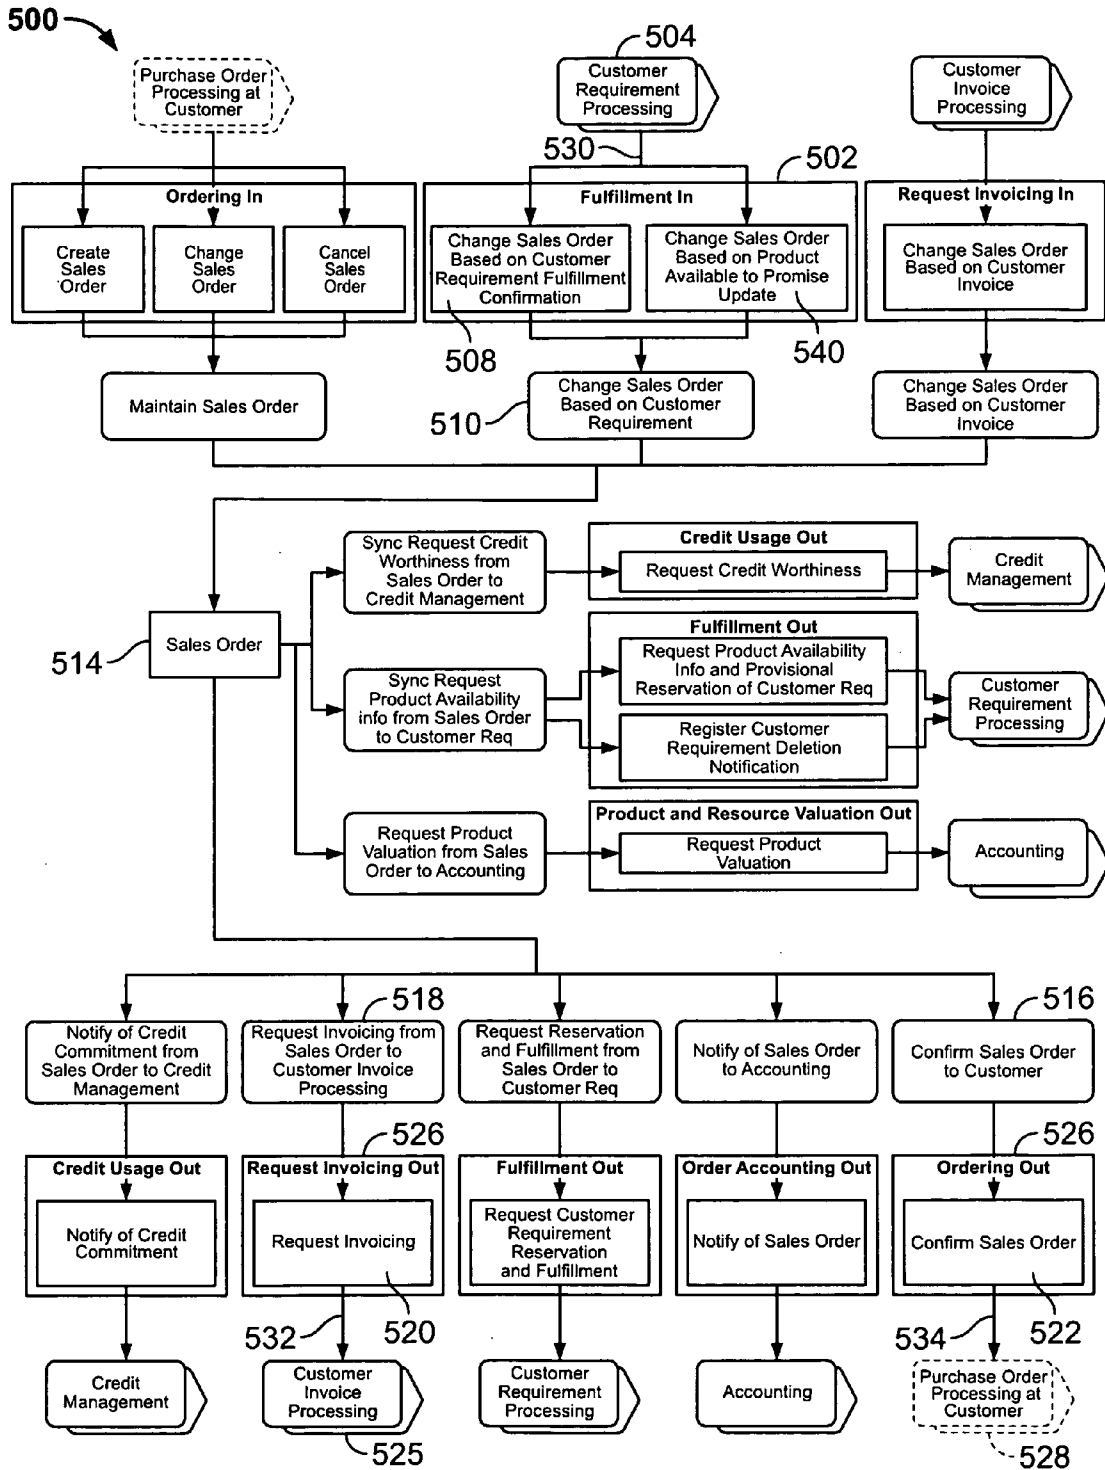 500
Purchase Order
Processing at
Customer
504
Customer
Requirement
Processing
Customer
Invoice
Processing
530
502
Ordering In
Create
Sales
Order
Change
Sales
Order
Cancel
Sales
Order
Fulfillment In
Change Sales Order
Based on Customer
Requirement Fulfillment
Confirmation
Change Sales Order
Based on Product
Available to Promise
Update
Request Invoicing In
Change Sales Order
Based on Customer
Invoice
508
540
Maintain Sales Order
510
Change Sales Order
Based on Customer
Requirement
Change Sales Order
Based on Customer
Invoice
Sync Request Credit
Worthiness from
Sales Order to
Credit Management
Credit Usage Out
Request Credit Worthiness
Credit
Management
514
Sales Order
Sync Request
Product Availability
info from Sales Order
to Customer Req
Fulfillment Out
Request Product Availability
Info and Provisional
Reservation of Customer Req
Register Customer
Requirement Deletion
Notification
Customer
Requirement
Processing
Request Product
Valuation from Sales
Order to Accounting
Product and Resource Valuation Out
Request Product
Valuation
Accounting
518
516
Notify of Credit
Commitment from
Sales Order to Credit
Management
Request Invoicing from
Sales Order to
Customer Invoice
Processing
Request Reservation
and Fulfillment from
Sales Order to
Customer Req
Notify of Sales Order
to Accounting
Confirm Sales Order
to Customer
526
526
Credit Usage Out
Notify of Credit
Commitment
Request Invoicing Out
Request Invoicing
Fulfillment Out
Request Customer
Requirement
Reservation
and Fulfillment
Order Accounting Out
Notify of Sales Order
Ordering Out
Confirm Sales Order
532
520
534
522
Credit
Management
Customer
Invoice
Processing
Customer
Requirement
Processing
Accounting
Purchase Order
Processing at
Customer
525
528